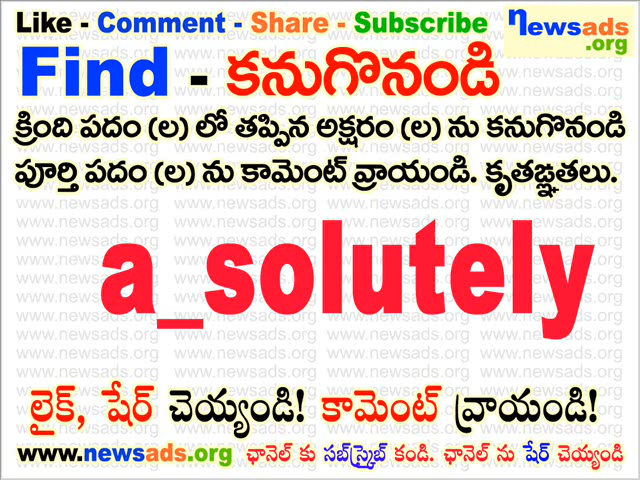 Like - Comment - Share - Subscribe
newsads
.org
Find - కనుగొనండి
క్రింది పదం (ల) లో తప్పిన అక్షరం (ల) ను కనుగొనండి
పూర్తి పదం (ల) ను కామెంట్ వ్రాయండి. కృతజ్ఞతలు.
a_solutely
లైక్, షేర్ చెయ్యండి! కామెంట్ వ్రాయండి!
www.newsads.org ఛానెల్ కు సబ్‌స్క్రైబ్ కండి. ఛానెల్ ను షేర్ చెయ్యండి